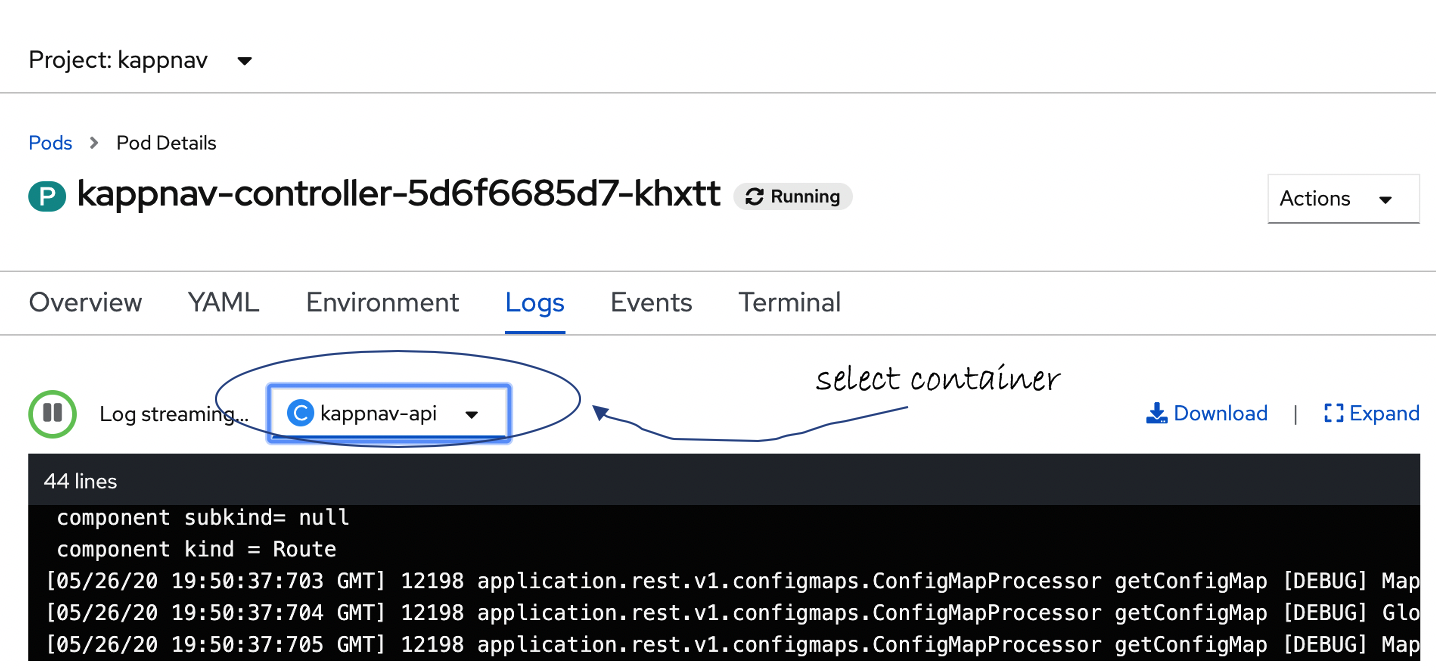 Project: kappnav
Pods > Pod Details
P kappnav-controller-5d6f6685d7-khxtt Running
Actions
Overview YAML Environment Logs Events Terminal
select container
Log streaming... C kappnav-api Download | Expand
44 lines
component subkind= null
component kind = Route
[05/26/20 19:50:37:703 GMT] 12198 application.rest.v1.configmaps.ConfigMapProcessor getConfigMap [DEBUG] Map
[05/26/20 19:50:37:704 GMT] 12198 application.rest.v1.configmaps.ConfigMapProcessor getConfigMap [DEBUG] Glo
[05/26/20 19:50:37:705 GMT] 12198 application.rest.v1.configmaps.ConfigMapProcessor getConfigMap [DEBUG] Map